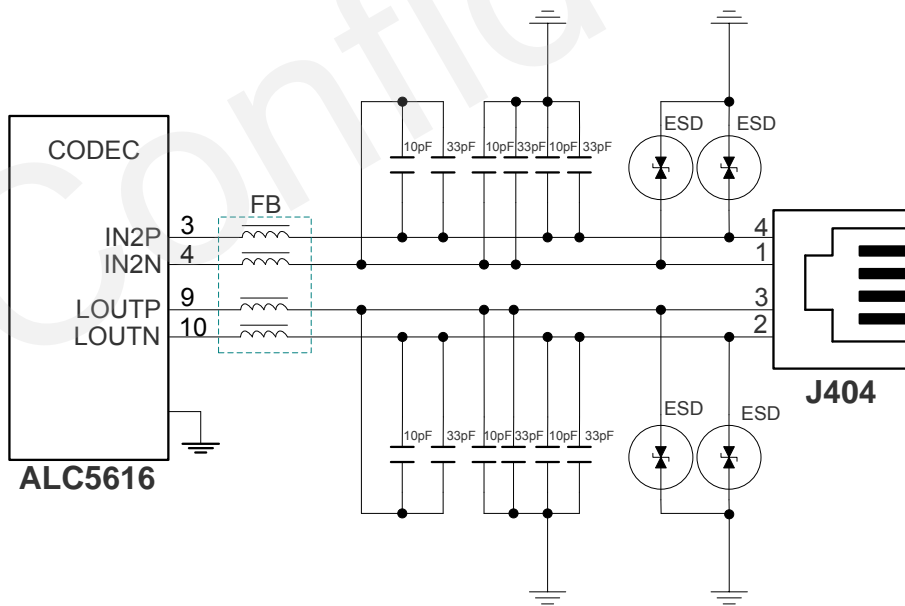 Confid
CODEC
FB
IN2P 3
IN2N 4
LOUTP 9
LOUTN 10
ALC5616
10pF 33pF 10pF 33pF 10pF 33pF
ESD ESD
4
1
3
2
J404
ESD ESD
10pF 33pF 10pF 33pF 10pF 33pF